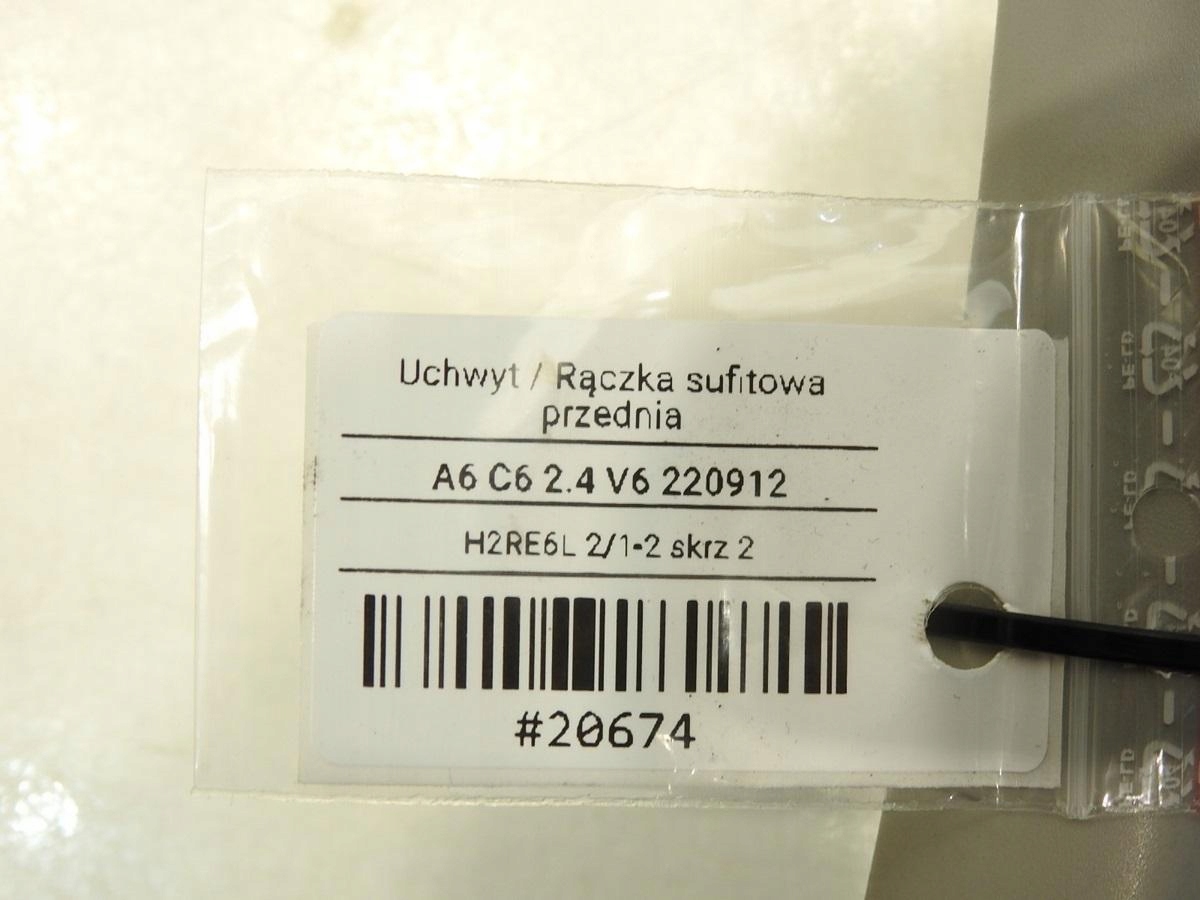 Uchwyt / Rączka sufitowa
przednia
A6 C6 2.4 V6 220912
H2RE6L 2/1-2 skrz 2
#20674